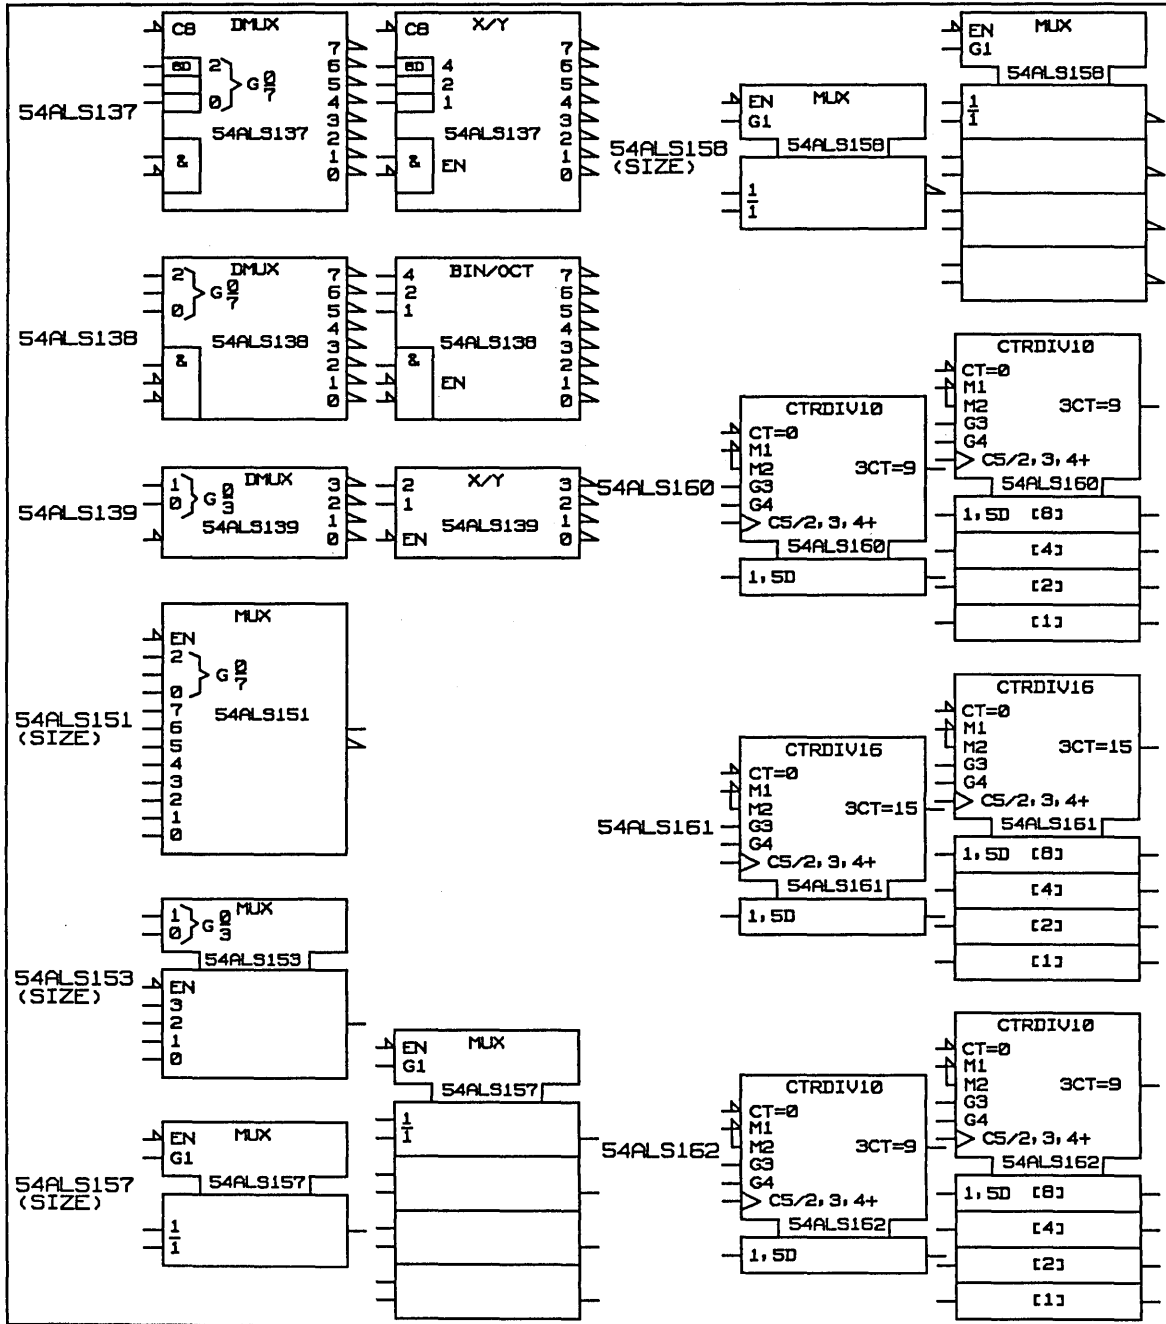 54ALS137
C8 DMUX
7
8D 2 6
G 0/7 5
0 4
3
54ALS137
2
& 1
0
C8 X/Y
7
8D 4 6
2 5
1 4
3
54ALS137
2
& 1
EN 0
54ALS138
DMUX
2 7
G 0/7 6
0 5
4
54ALS138 3
& 2
1
0
BIN/OCT
4 7
2 6
1 5
4
54ALS138 3
& 2
EN 1
0
54ALS139
DMUX
1 3
0 G 0/3 2
54ALS139 1
0
X/Y
2 3
1 2
54ALS139 1
EN 0
54ALS151
(SIZE)
MUX
EN
2
G 0/7
0
7
54ALS151
6
5
4
3
2
1
0
54ALS153
(SIZE)
MUX
1
0 G 0/3
54ALS153
EN
3
2
1
0
54ALS157
(SIZE)
EN MUX
G1
54ALS157
1
1
EN MUX
G1
54ALS157
1
1
54ALS158
(SIZE)
EN MUX
G1
54ALS158
1
1
EN MUX
G1
54ALS158
1
1
54ALS160
CTRDIV10
CT=0
M1
M2 3CT=9
G3
G4
C5/2,3,4+
54ALS160
1,5D
CTRDIV10
CT=0
M1
M2 3CT=9
G3
G4
C5/2,3,4+
54ALS160
1,5D [8]
[4]
[2]
[1]
54ALS161
CTRDIV16
CT=0
M1
M2 3CT=15
G3
G4
C5/2,3,4+
54ALS161
1,5D
CTRDIV16
CT=0
M1
M2 3CT=15
G3
G4
C5/2,3,4+
54ALS161
1,5D [8]
[4]
[2]
[1]
54ALS162
CTRDIV10
CT=0
M1
M2 3CT=9
G3
G4
C5/2,3,4+
54ALS162
1,5D
CTRDIV10
CT=0
M1
M2 3CT=9
G3
G4
C5/2,3,4+
54ALS162
1,5D [8]
[4]
[2]
[1]